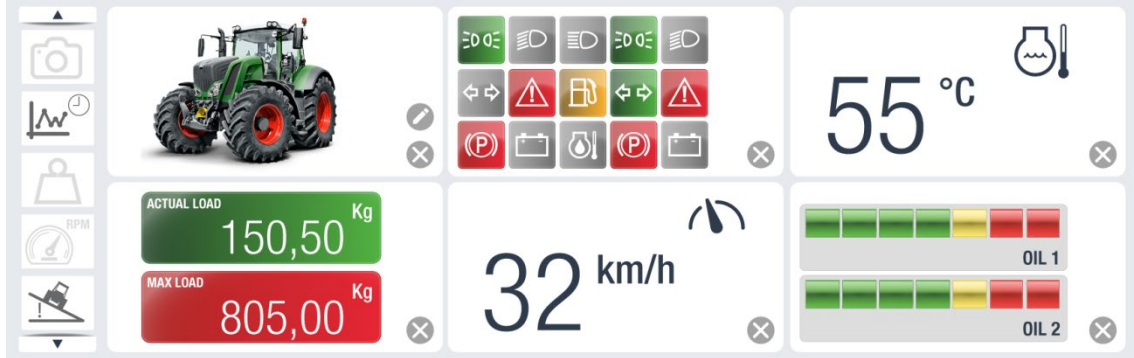 55 °C
(P)
(P)
RPM
ACTUAL LOAD
150,50 Kg
MAX LOAD
805,00 Kg
32 km/h
OIL 1
OIL 2